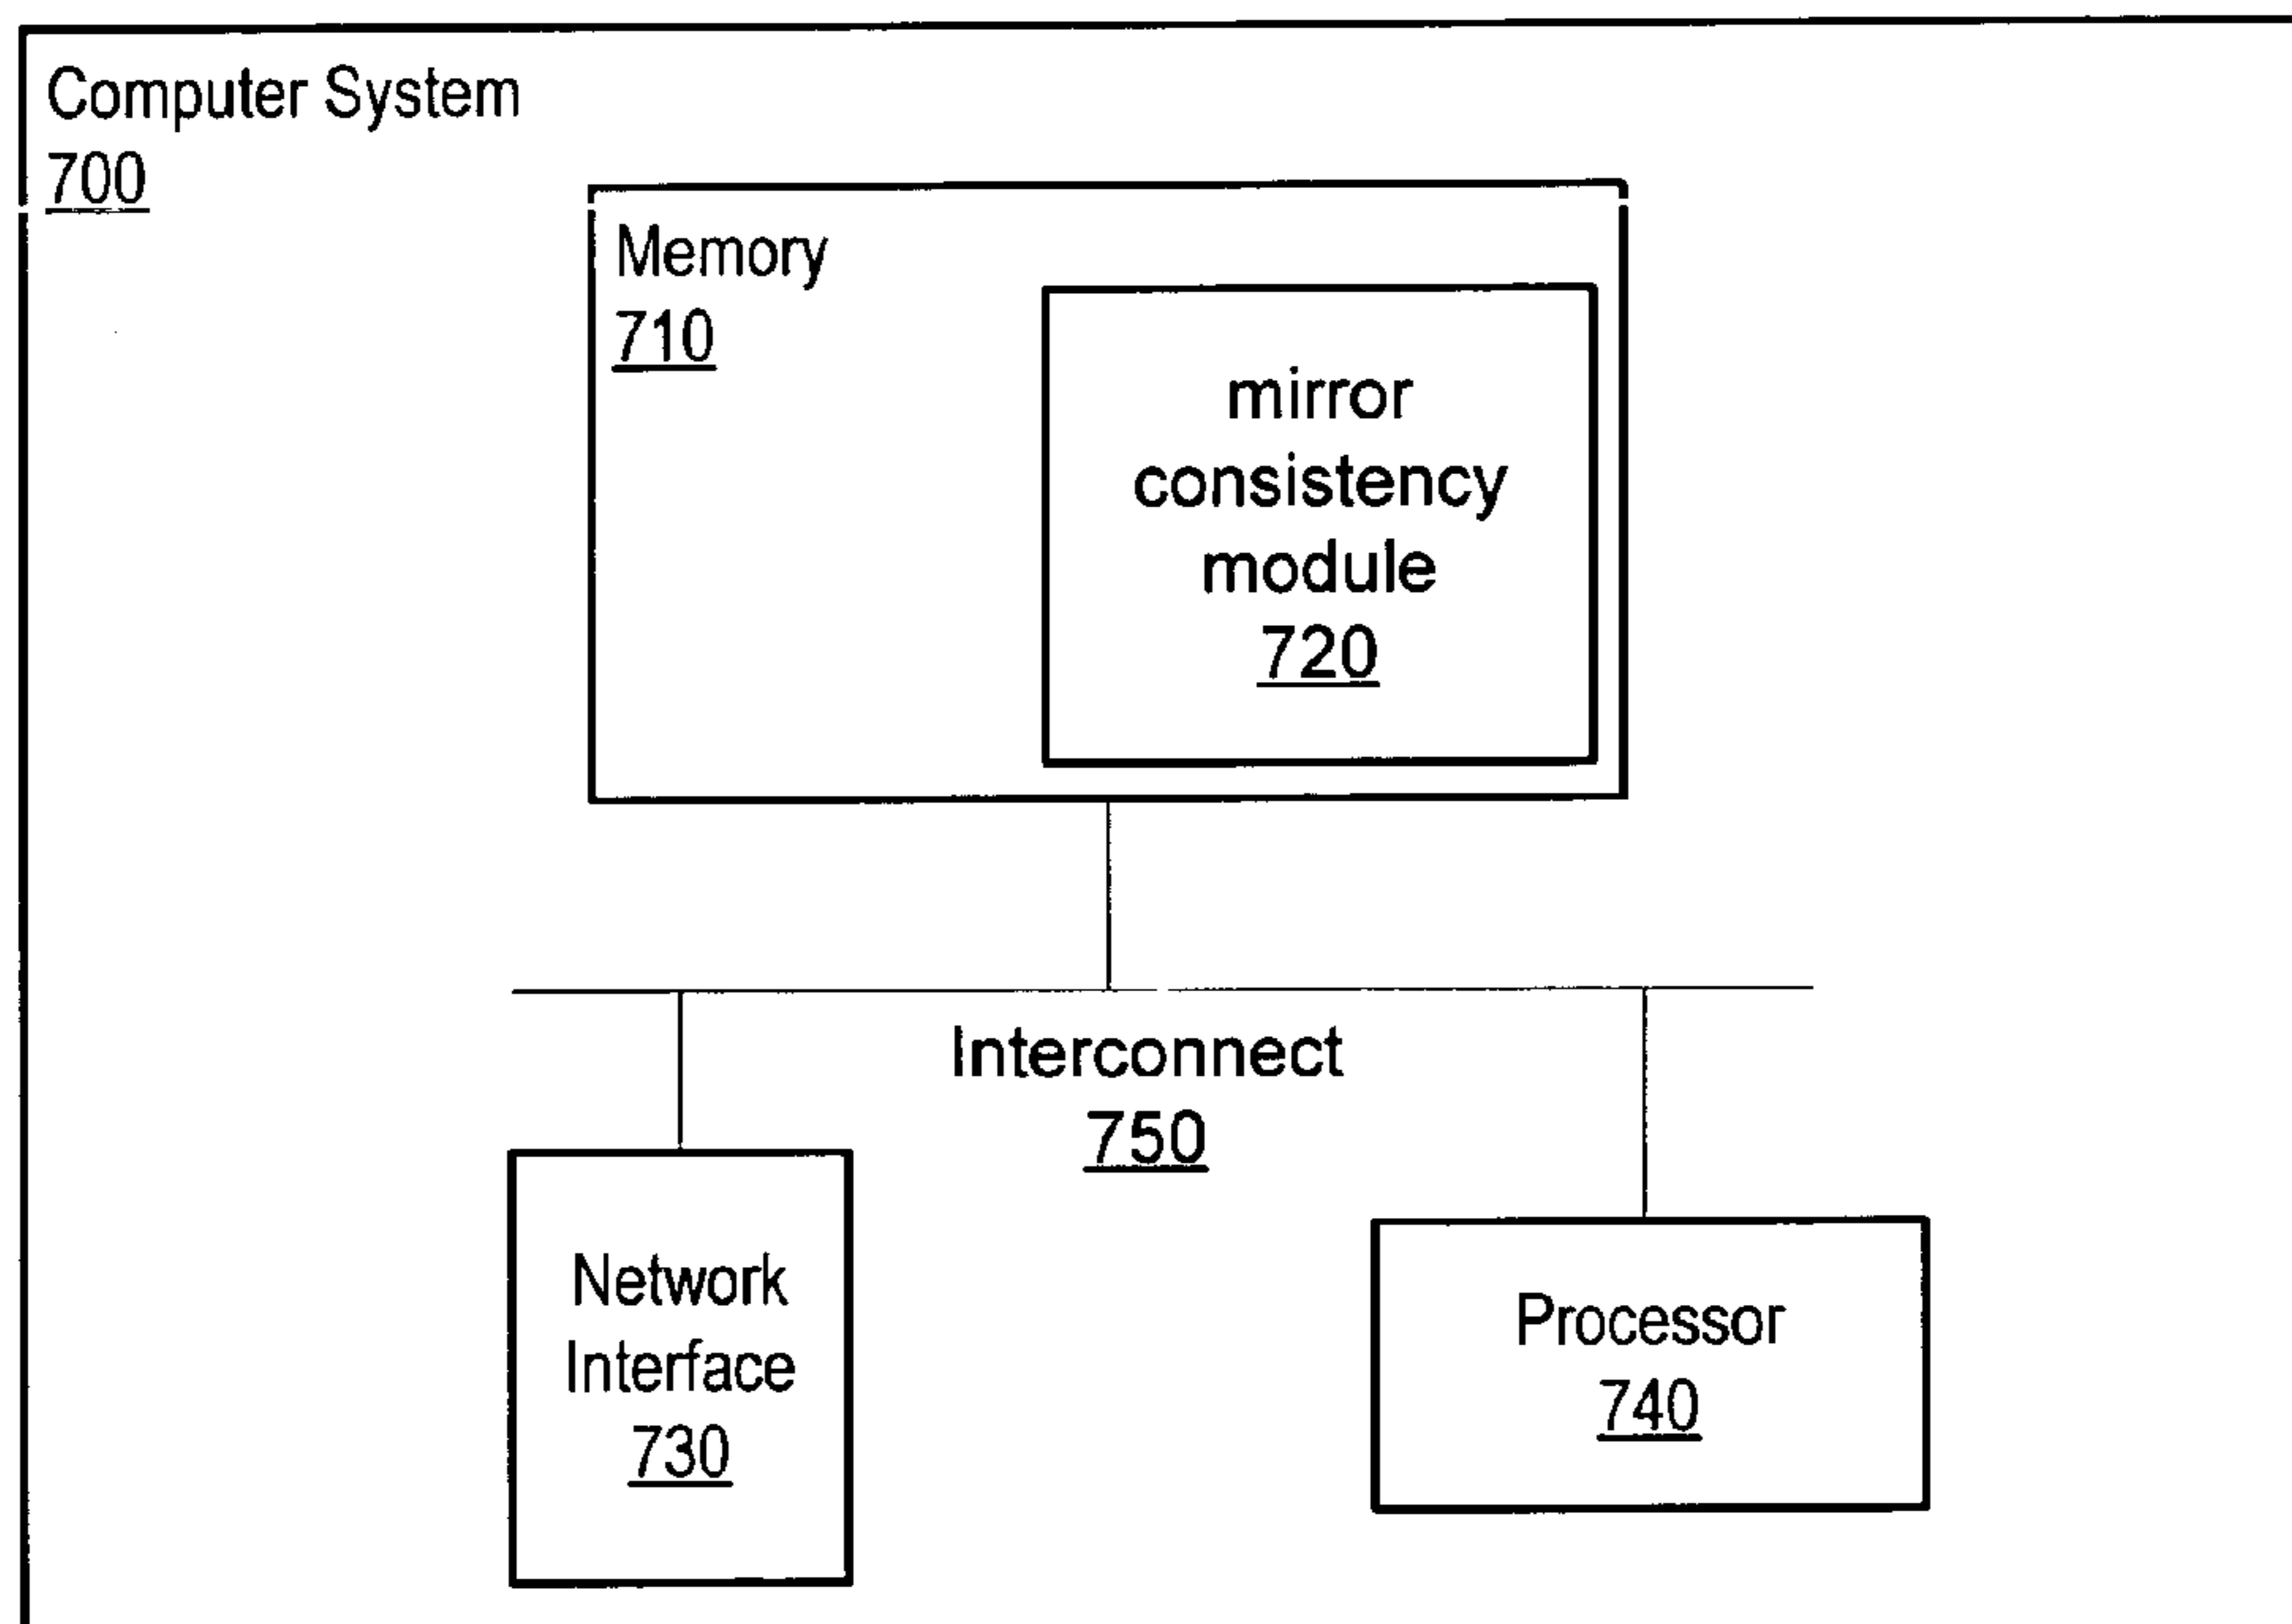 Computer System
700
Memory
710
mirror
consistency
module
720
Interconnect
750
Network
Interface
730
Processor
740